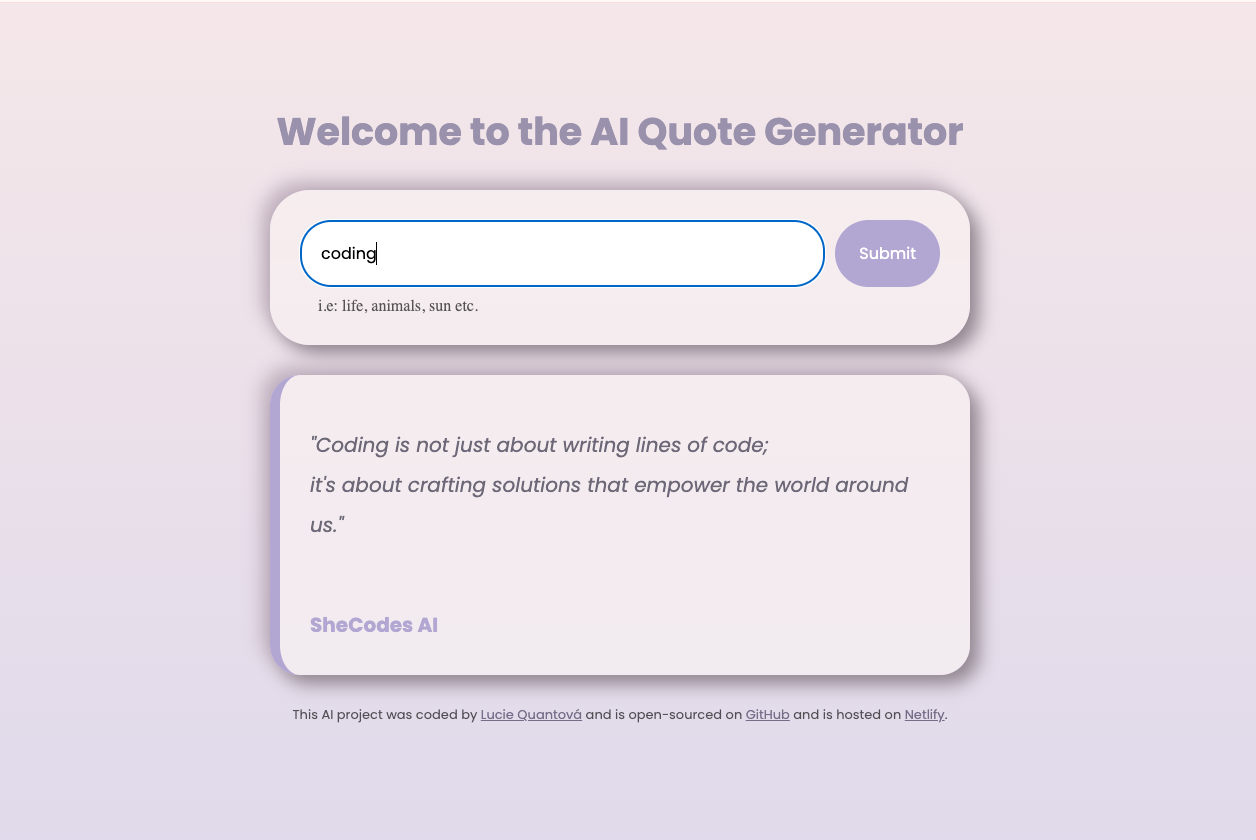 Welcome to the AI Quote Generator
coding
Submit
i.e: life, animals, sun etc.
"Coding is not just about writing lines of code;
it's about crafting solutions that empower the world around
us."
SheCodes AI
This AI project was coded by Lucie Quantová and is open-sourced on GitHub and is hosted on Netlify.